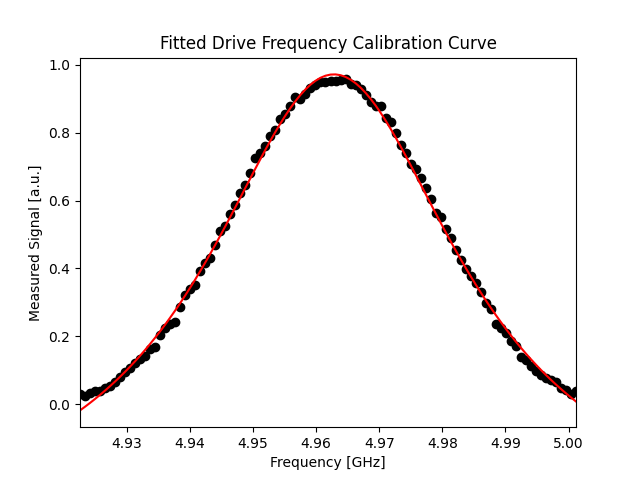 Fitted Drive Frequency Calibration Curve
Measured Signal [a.u.]
1.0
0.8
0.6
0.4
0.2
0.0
4.93 4.94 4.95 4.96 4.97 4.98 4.99 5.00
Frequency [GHz]